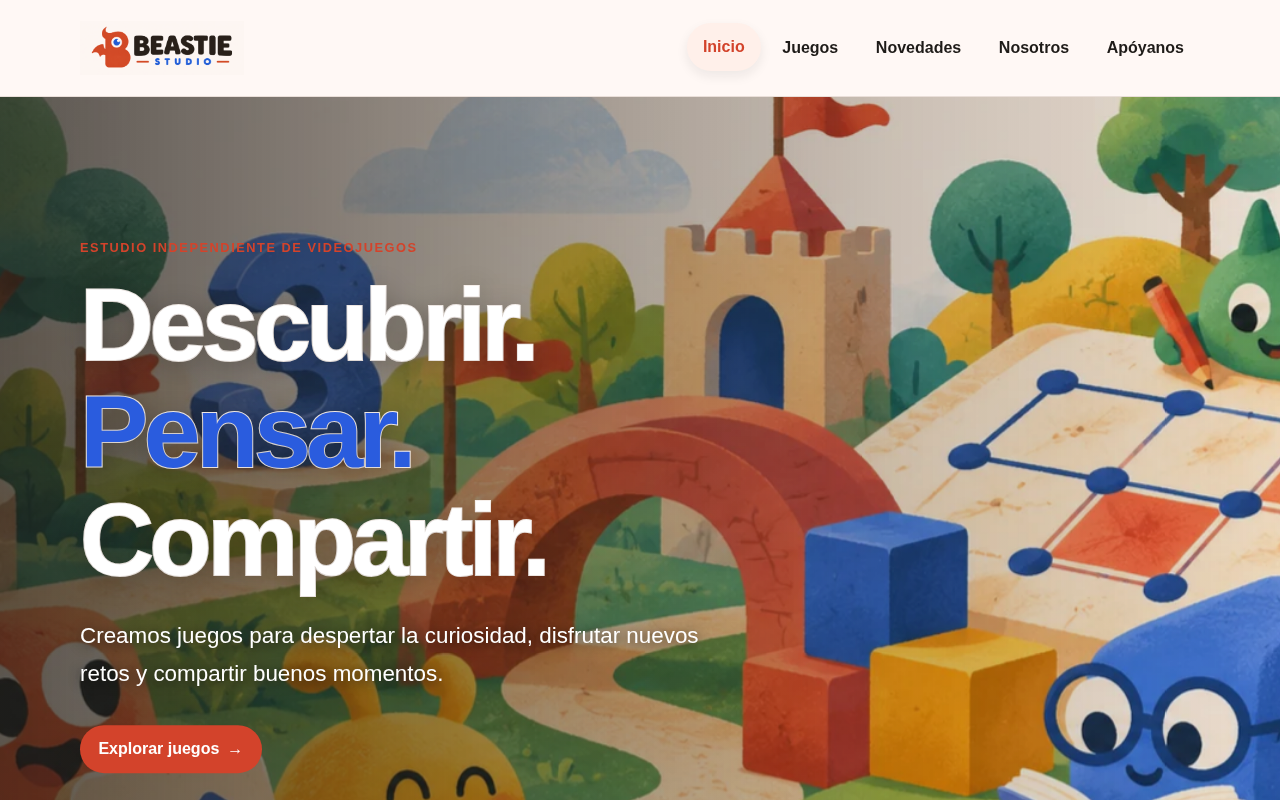 BEASTIE
STUDIO
Inicio
Juegos
Novedades
Nosotros
Apóyanos
ESTUDIO INDEPENDIENTE DE VIDEOJUEGOS
Descubrir.
Pensar.
Compartir.
Creamos juegos para despertar la curiosidad, disfrutar nuevos
retos y compartir buenos momentos.
Explorar juegos →
3